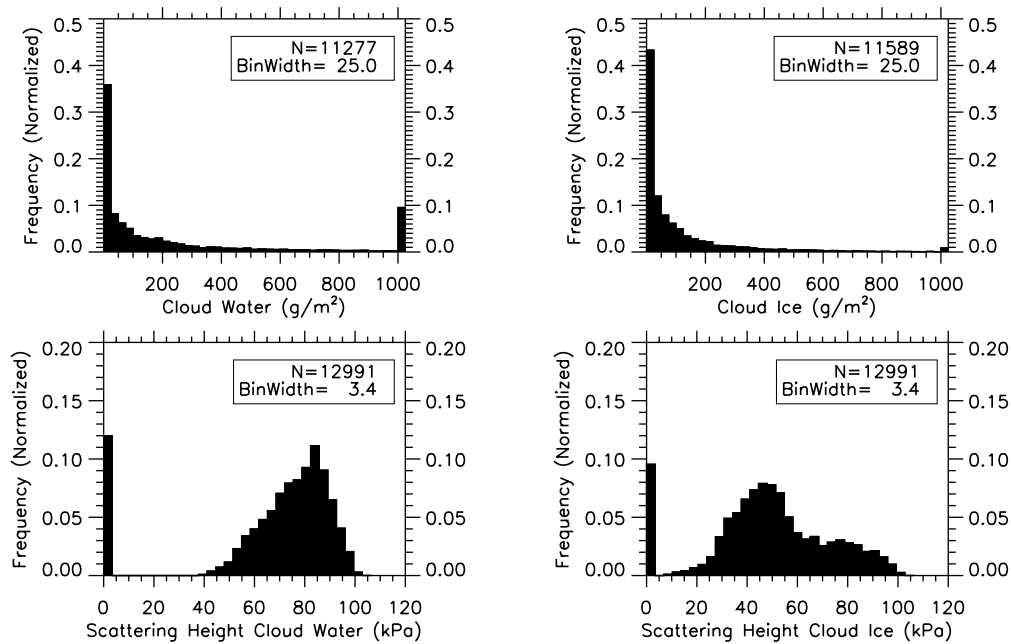 0.5
0.4
0.3
0.2
0.1
0.0
Frequency (Normalized)
N=11277
BinWidth= 25.0
0.5
0.4
0.3
0.2
0.1
0.0
200 400 600 800 1000
Cloud Water (g/m²)
0.5
0.4
0.3
0.2
0.1
0.0
Frequency (Normalized)
N=11589
BinWidth= 25.0
0.5
0.4
0.3
0.2
0.1
0.0
200 400 600 800 1000
Cloud Ice (g/m²)
0.20
0.15
0.10
0.05
0.00
Frequency (Normalized)
N=12991
BinWidth= 3.4
0.20
0.15
0.10
0.05
0.00
0 20 40 60 80 100 120
Scattering Height Cloud Water (kPa)
0.20
0.15
0.10
0.05
0.00
Frequency (Normalized)
N=12991
BinWidth= 3.4
0.20
0.15
0.10
0.05
0.00
0 20 40 60 80 100 120
Scattering Height Cloud Ice (kPa)